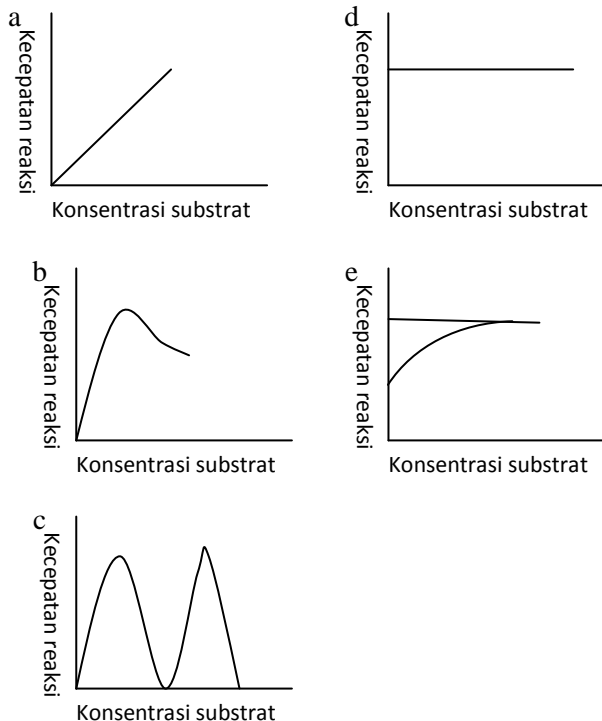 a
Kecepatan reaksi
Konsentrasi substrat
b
Kecepatan reaksi
Konsentrasi substrat
c
Kecepatan reaksi
Konsentrasi substrat
d
Kecepatan reaksi
Konsentrasi substrat
e
Kecepatan reaksi
Konsentrasi substrat